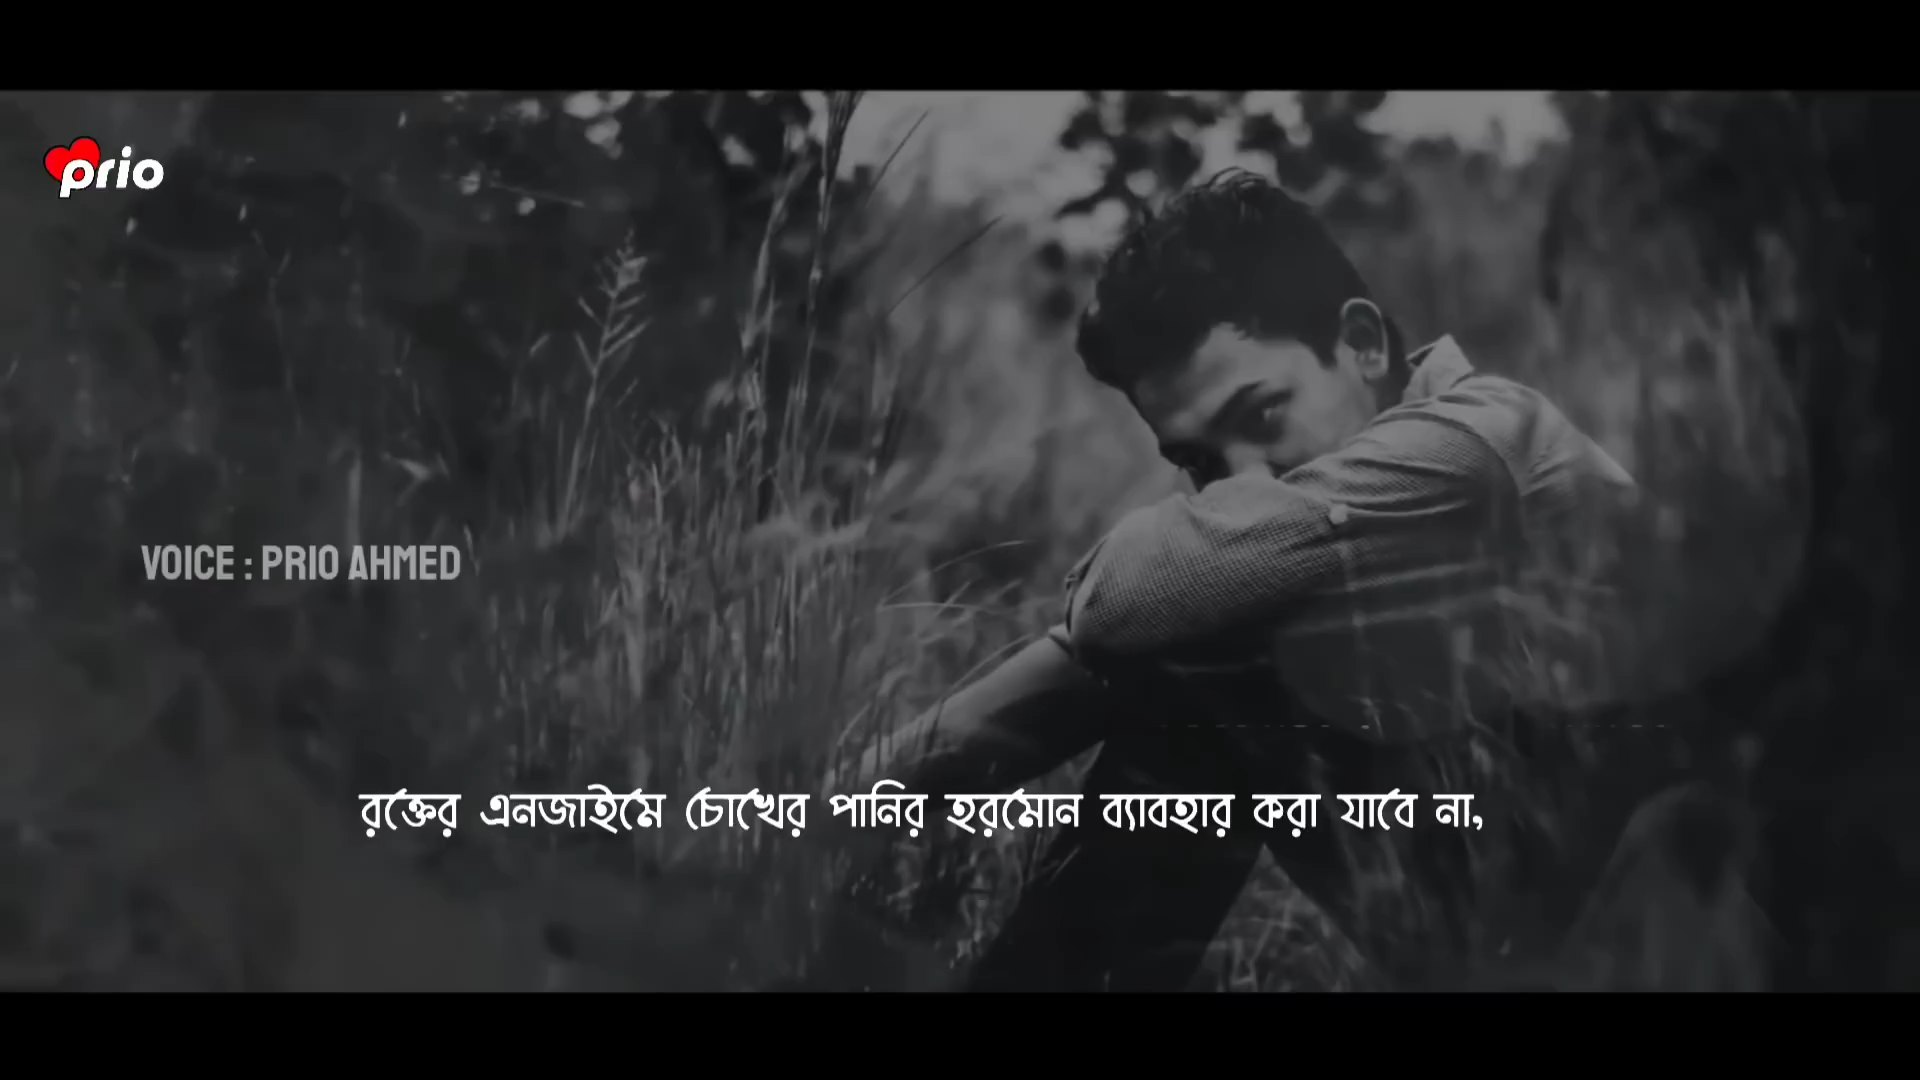 prio
VOICE : PRIO AHMED
রক্তের এনজাইমে চোখের পানির হরমোন ব্যাবহার করা যাবে না,